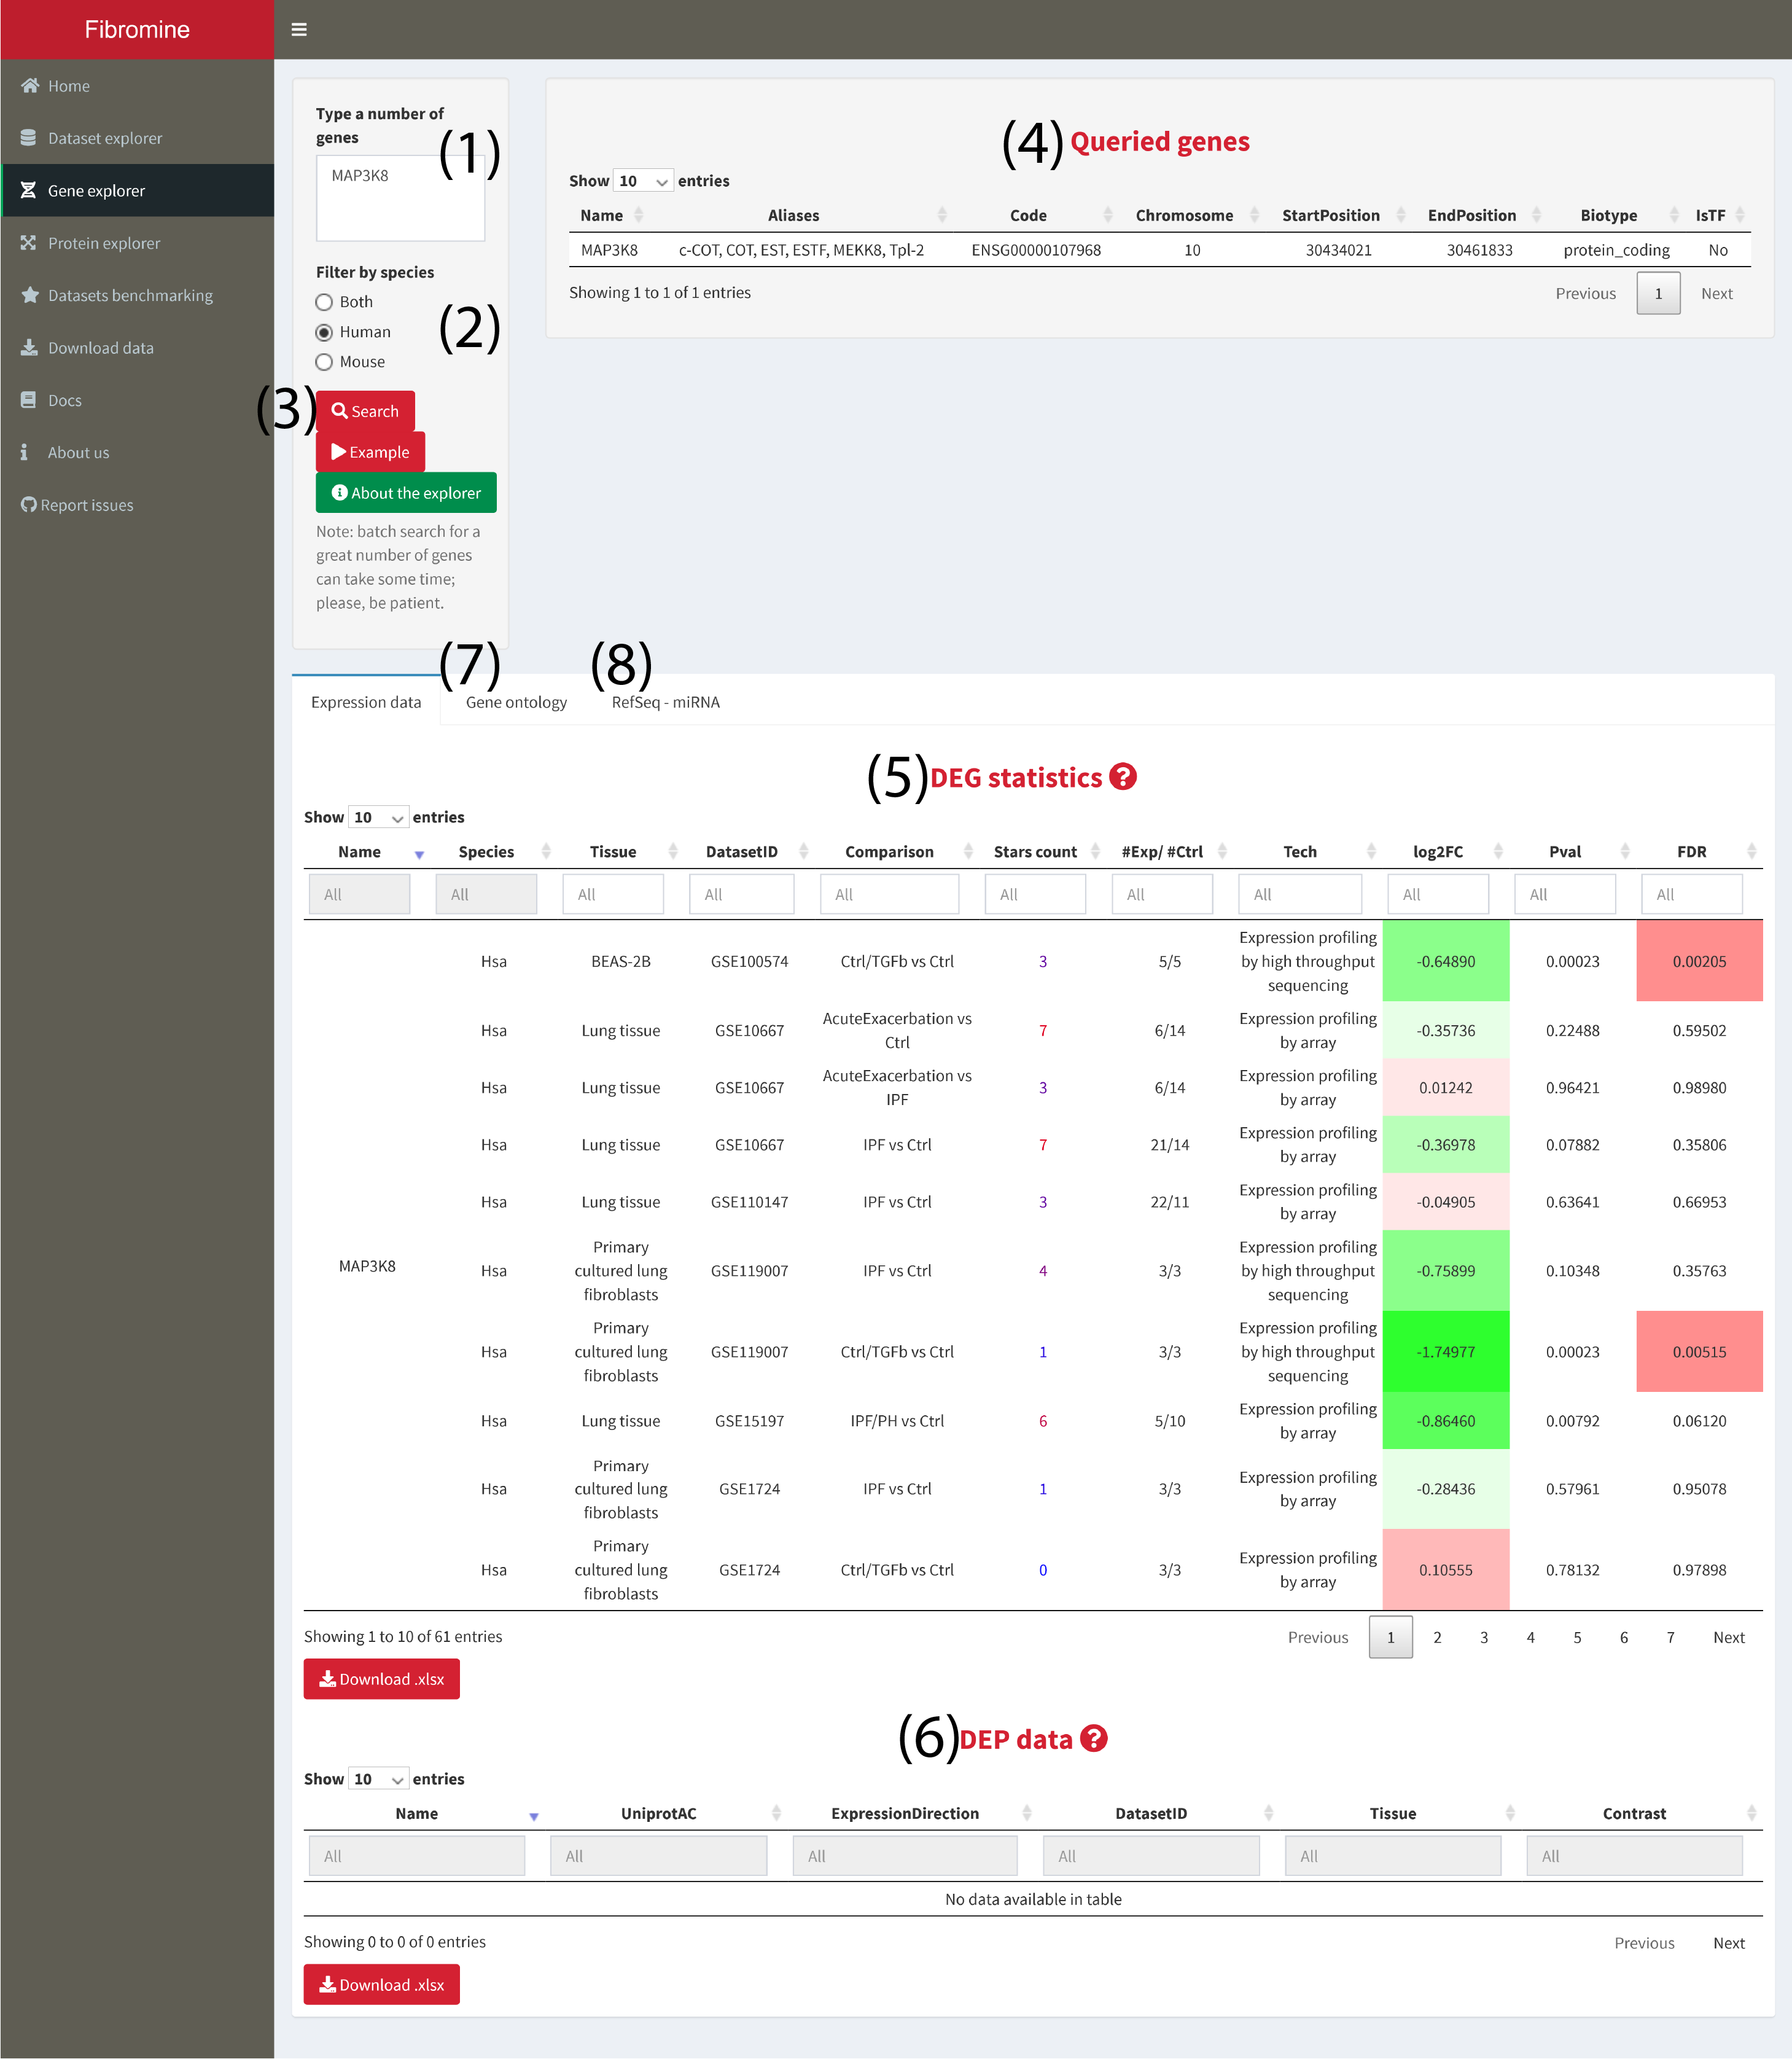 Fibromine
Home
Dataset explorer
Gene explorer
Protein explorer
Datasets benchmarking
Download data
Docs
About us
Report issues
Type a number of
genes
(1)
MAP3K8
Filter by species
Both
Human
(2)
Mouse
(3)
Search
Example
About the explorer
Note: batch search for a
great number of genes
can take some time;
please, be patient.
(4) Queried genes
Show 10 entries
Name Aliases Code Chromosome StartPosition EndPosition Biotype IsTF
MAP3K8 c-COT, COT, EST, ESTF, MEKK8, Tpl-2 ENSG00000107968 10 30434021 30461833 protein_coding No
Showing 1 to 1 of 1 entries Previous 1 Next
(7) (8)
Expression data Gene ontology RefSeq - miRNA
(5) DEG statistics ?
Show 10 entries
Name Species Tissue DatasetID Comparison Stars count #Exp/ #Ctrl Tech log2FC Pval FDR
All All All All All All All All All All All
MAP3K8
Hsa BEAS-2B GSE100574 Ctrl/TGFb vs Ctrl 3 5/5 Expression profiling by high throughput sequencing -0.64890 0.00023 0.00205
Hsa Lung tissue GSE10667 AcuteExacerbation vs Ctrl 7 6/14 Expression profiling by array -0.35736 0.22488 0.59502
Hsa Lung tissue GSE10667 AcuteExacerbation vs IPF 3 6/14 Expression profiling by array 0.01242 0.96421 0.98980
Hsa Lung tissue GSE10667 IPF vs Ctrl 7 21/14 Expression profiling by array -0.36978 0.07882 0.35806
Hsa Lung tissue GSE110147 IPF vs Ctrl 3 22/11 Expression profiling by array -0.04905 0.63641 0.66953
Hsa Primary cultured lung fibroblasts GSE119007 IPF vs Ctrl 4 3/3 Expression profiling by high throughput sequencing -0.75899 0.10348 0.35763
Hsa Primary cultured lung fibroblasts GSE119007 Ctrl/TGFb vs Ctrl 1 3/3 Expression profiling by high throughput sequencing -1.74977 0.00023 0.00515
Hsa Lung tissue GSE15197 IPF/PH vs Ctrl 6 5/10 Expression profiling by array -0.86460 0.00792 0.06120
Hsa Primary cultured lung fibroblasts GSE1724 IPF vs Ctrl 1 3/3 Expression profiling by array -0.28436 0.57961 0.95078
Hsa Primary cultured lung fibroblasts GSE1724 Ctrl/TGFb vs Ctrl 0 3/3 Expression profiling by array 0.10555 0.78132 0.97898
Showing 1 to 10 of 61 entries Previous 1 2 3 4 5 6 7 Next
Download .xlsx
(6) DEP data ?
Show 10 entries
Name UniprotAC ExpressionDirection DatasetID Tissue Contrast
All All All All All All
No data available in table
Showing 0 to 0 of 0 entries Previous Next
Download .xlsx